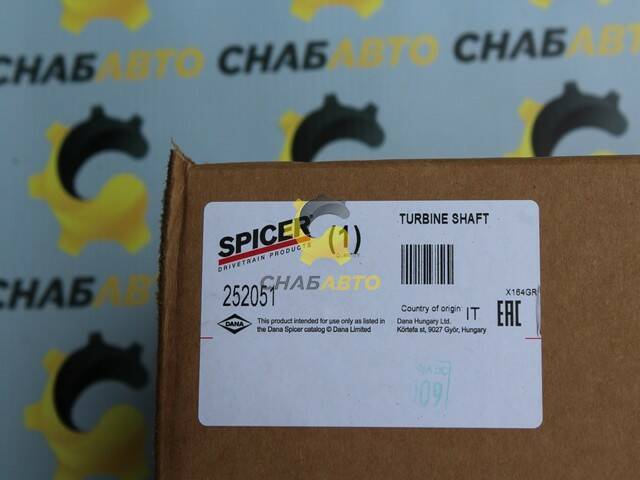 СНАБАВТО
СНАБАВТО
SPICER®
DRIVETRAIN PRODUCTS
(1)
TURBINE SHAFT
СНАБАВТО
252051
X164GR
Country of origin: IT
EAC
DANA
This product intended for use only as listed in
the Dana Spicer catalog © Dana Limited
Dana Hungary Ltd.
Körtefa st, 9027 Győr, Hungary